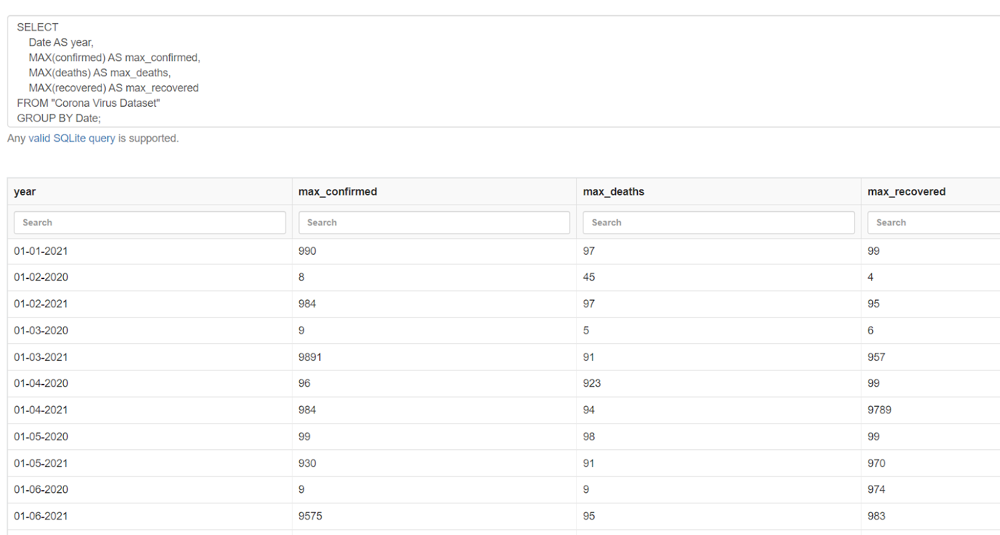 SELECT
Date AS year,
MAX(confirmed) AS max_confirmed,
MAX(deaths) AS max_deaths,
MAX(recovered) AS max_recovered
FROM "Corona Virus Dataset"
GROUP BY Date;
Any valid SQLite query is supported.
year max_confirmed max_deaths max_recovered
Search Search Search Search
01-01-2021 990 97 99
01-02-2020 8 45 4
01-02-2021 984 97 95
01-03-2020 9 5 6
01-03-2021 9891 91 957
01-04-2020 96 923 99
01-04-2021 984 94 9789
01-05-2020 99 98 99
01-05-2021 930 91 970
01-06-2020 9 9 974
01-06-2021 9575 95 983